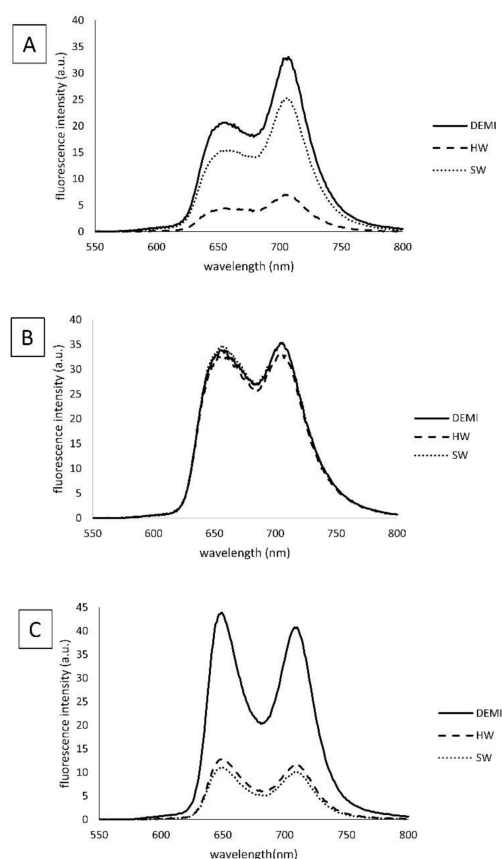 A
fluorescence intensity (a.u.)
40
35
30
25
20
15
10
5
0
550 600 650 700 750 800
wavelength (nm)
DEMI
HW
SW
B
fluorescence intensity (a.u.)
40
35
30
25
20
15
10
5
0
550 600 650 700 750 800
wavelength (nm)
DEMI
HW
SW
C
fluorescence intensity (a.u.)
45
40
35
30
25
20
15
10
5
0
550 600 650 700 750 800
wavelength(nm)
DEMI
HW
SW